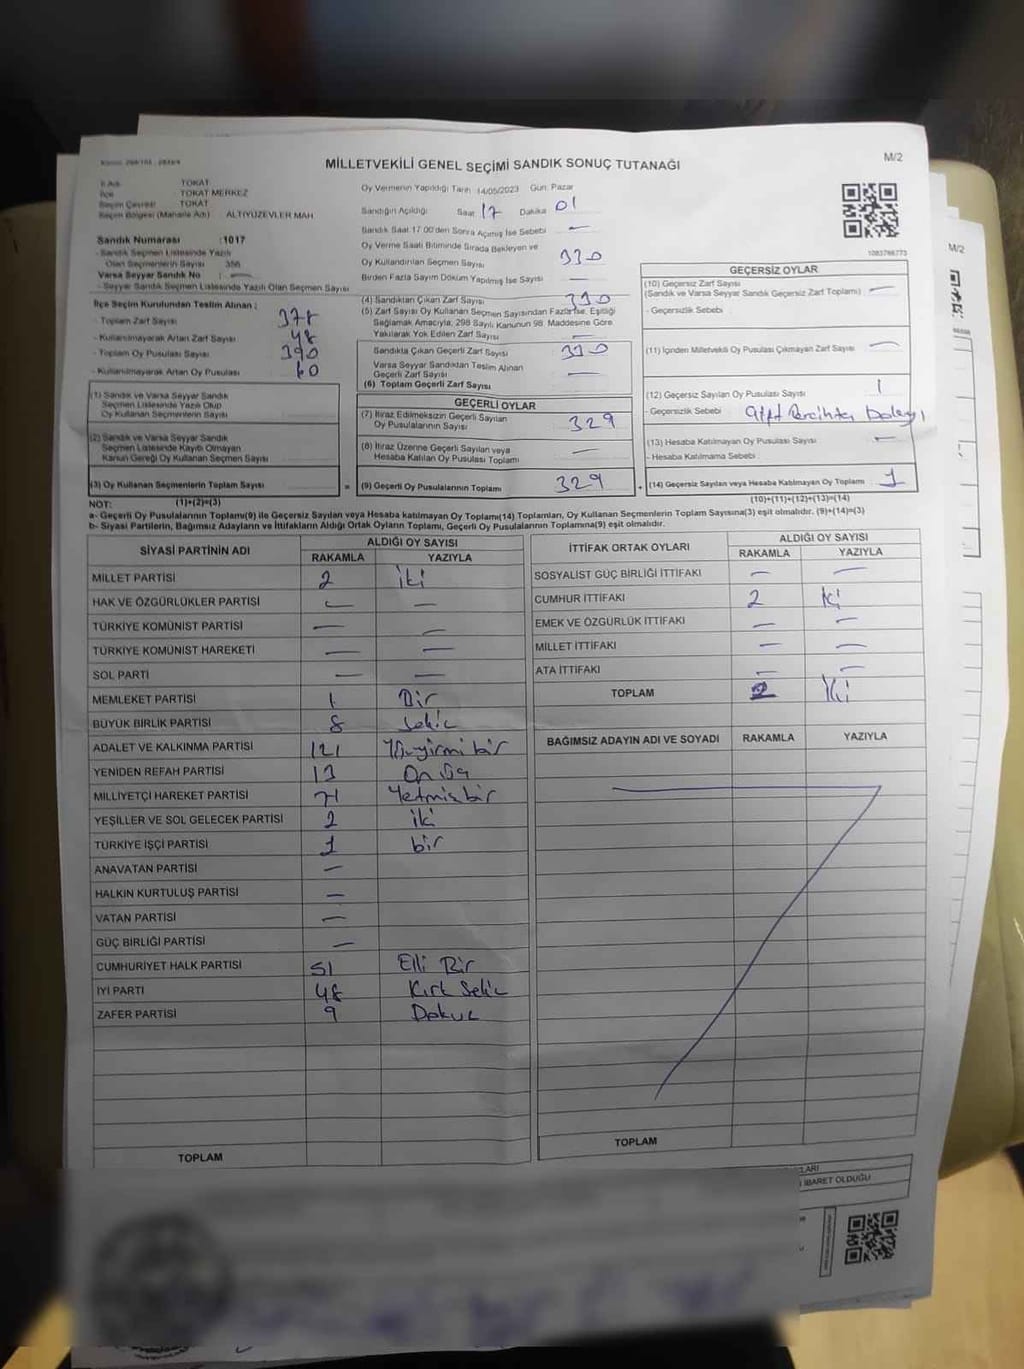 MİLLETVEKİLİ GENEL SEÇİMİ SANDIK SONUÇ TUTANAĞI
M/2
İl Adı TOKAT
İlçe TOKAT MERKEZ
Seçim Çevresi TOKAT
Seçim Bölgesi (Mahalle Adı) ALTIYÜZEVLER MAH
Sandık Numarası :1017
- Sandık Seçmen Listesinde Yazılı
Olan Seçmenlerin Sayısı 356
Varsa Seyyar Sandık No : —
- Seyyar Sandık Seçmen Listesinde Yazılı Olan Seçmen Sayısı
Oy Vermenin Yapıldığı Tarih 14/05/2023 Gün: Pazar
Sandığın Açıldığı Saat 17 Dakika 01
Sandık Saat 17.00'den Sonra Açılmış İse Sebebi —
Oy Verme Saati Bitiminde Sırada Bekleyen ve
Oy Kullandırılan Seçmen Sayısı 330
Birden Fazla Sayım Döküm Yapılmış İse Sayısı —
1083766773
İlçe Seçim Kurulundan Teslim Alınan ;
- Toplam Zarf Sayısı 378
- Kullanılmayarak Artan Zarf Sayısı 48
- Toplam Oy Pusulası Sayısı 390
- Kullanılmayarak Artan Oy Pusulası 60
(1) Sandık ve Varsa Seyyar Sandık
Seçmen Listesinde Yazılı Olup
Oy Kullanan Seçmenlerin Sayısı
(2) Sandık ve Varsa Seyyar Sandık
Seçmen Listesinde Kayıtlı Olmayan
Kanun Gereği Oy Kullanan Seçmen Sayısı
(3) Oy Kullanan Seçmenlerin Toplam Sayısı =
(4) Sandıktan Çıkan Zarf Sayısı 330
(5) Zarf Sayısı Oy Kullanan Seçmen Sayısından Fazla İse, Eşitliği
Sağlamak Amacıyla, 298 Sayılı Kanunun 98. Maddesine Göre
Yakılarak Yok Edilen Zarf Sayısı —
Sandıkta Çıkan Geçerli Zarf Sayısı 330
Varsa Seyyar Sandıktan Teslim Alınan
Geçerli Zarf Sayısı —
(6) Toplam Geçerli Zarf Sayısı
GEÇERLİ OYLAR
(7) İtiraz Edilmeksizin Geçerli Sayılan
Oy Pusulalarının Sayısı 329
(8) İtiraz Üzerine Geçerli Sayılan veya
Hesaba Katılan Oy Pusulası Toplamı —
(9) Geçerli Oy Pusulalarının Toplamı 329 +
GEÇERSİZ OYLAR
(10) Geçersiz Zarf Sayısı
(Sandık ve Varsa Seyyar Sandık Geçersiz Zarf Toplamı) —
- Geçersizlik Sebebi :
(11) İçinden Milletvekili Oy Pusulası Çıkmayan Zarf Sayısı —
(12) Geçersiz Sayılan Oy Pusulası Sayısı 1
- Geçersizlik Sebebi :
(13) Hesaba Katılmayan Oy Pusulası Sayısı —
- Hesaba Katılmama Sebebi :
(14) Geçersiz Sayılan veya Hesaba Katılmayan Oy Toplamı 1
NOT: (1)+(2)=(3) (10)+(11)+(12)+(13)=(14)
a- Geçerli Oy Pusulalarının Toplamı(9) ile Geçersiz Sayılan veya Hesaba Katılmayan Oy Toplamı(14) Toplamları, Oy Kullanan Seçmenlerin Toplam Sayısına(3) eşit olmalıdır. (9)+(14)=(3)
b- Siyasi Partilerin, Bağımsız Adayların ve İttifakların Aldığı Ortak Oyların Toplamı, Geçerli Oy Pusulalarının Toplamına(9) eşit olmalıdır.
SİYASİ PARTİNİN ADI ALDIĞI OY SAYISI
RAKAMLA YAZIYLA
MİLLET PARTİSİ 2 iki
HAK VE ÖZGÜRLÜKLER PARTİSİ — —
TÜRKİYE KOMÜNİST PARTİSİ — —
TÜRKİYE KOMÜNİST HAREKETİ — —
SOL PARTİ — —
MEMLEKET PARTİSİ 1 Bir
BÜYÜK BİRLİK PARTİSİ 8 Sekiz
ADALET VE KALKINMA PARTİSİ 121 Yüzyirmi bir
YENİDEN REFAH PARTİSİ 13 On üç
MİLLİYETÇİ HAREKET PARTİSİ 71 Yetmiş bir
YEŞİLLER VE SOL GELECEK PARTİSİ 2 iki
TÜRKİYE İŞÇİ PARTİSİ 1 bir
ANAVATAN PARTİSİ —
HALKIN KURTULUŞ PARTİSİ —
VATAN PARTİSİ —
GÜÇ BİRLİĞİ PARTİSİ —
CUMHURİYET HALK PARTİSİ 51 Elli Bir
İYİ PARTİ 48 Kırk Sekiz
ZAFER PARTİSİ 9 Dokuz
TOPLAM
İTTİFAK ORTAK OYLARI ALDIĞI OY SAYISI
RAKAMLA YAZIYLA
SOSYALİST GÜÇ BİRLİĞİ İTTİFAKI — —
CUMHUR İTTİFAKI 2 iki
EMEK VE ÖZGÜRLÜK İTTİFAKI — —
MİLLET İTTİFAKI — —
ATA İTTİFAKI — —
TOPLAM 2 İki
BAĞIMSIZ ADAYIN ADI VE SOYADI RAKAMLA YAZIYLA
TOPLAM
İBARET OLDUĞU
M/2